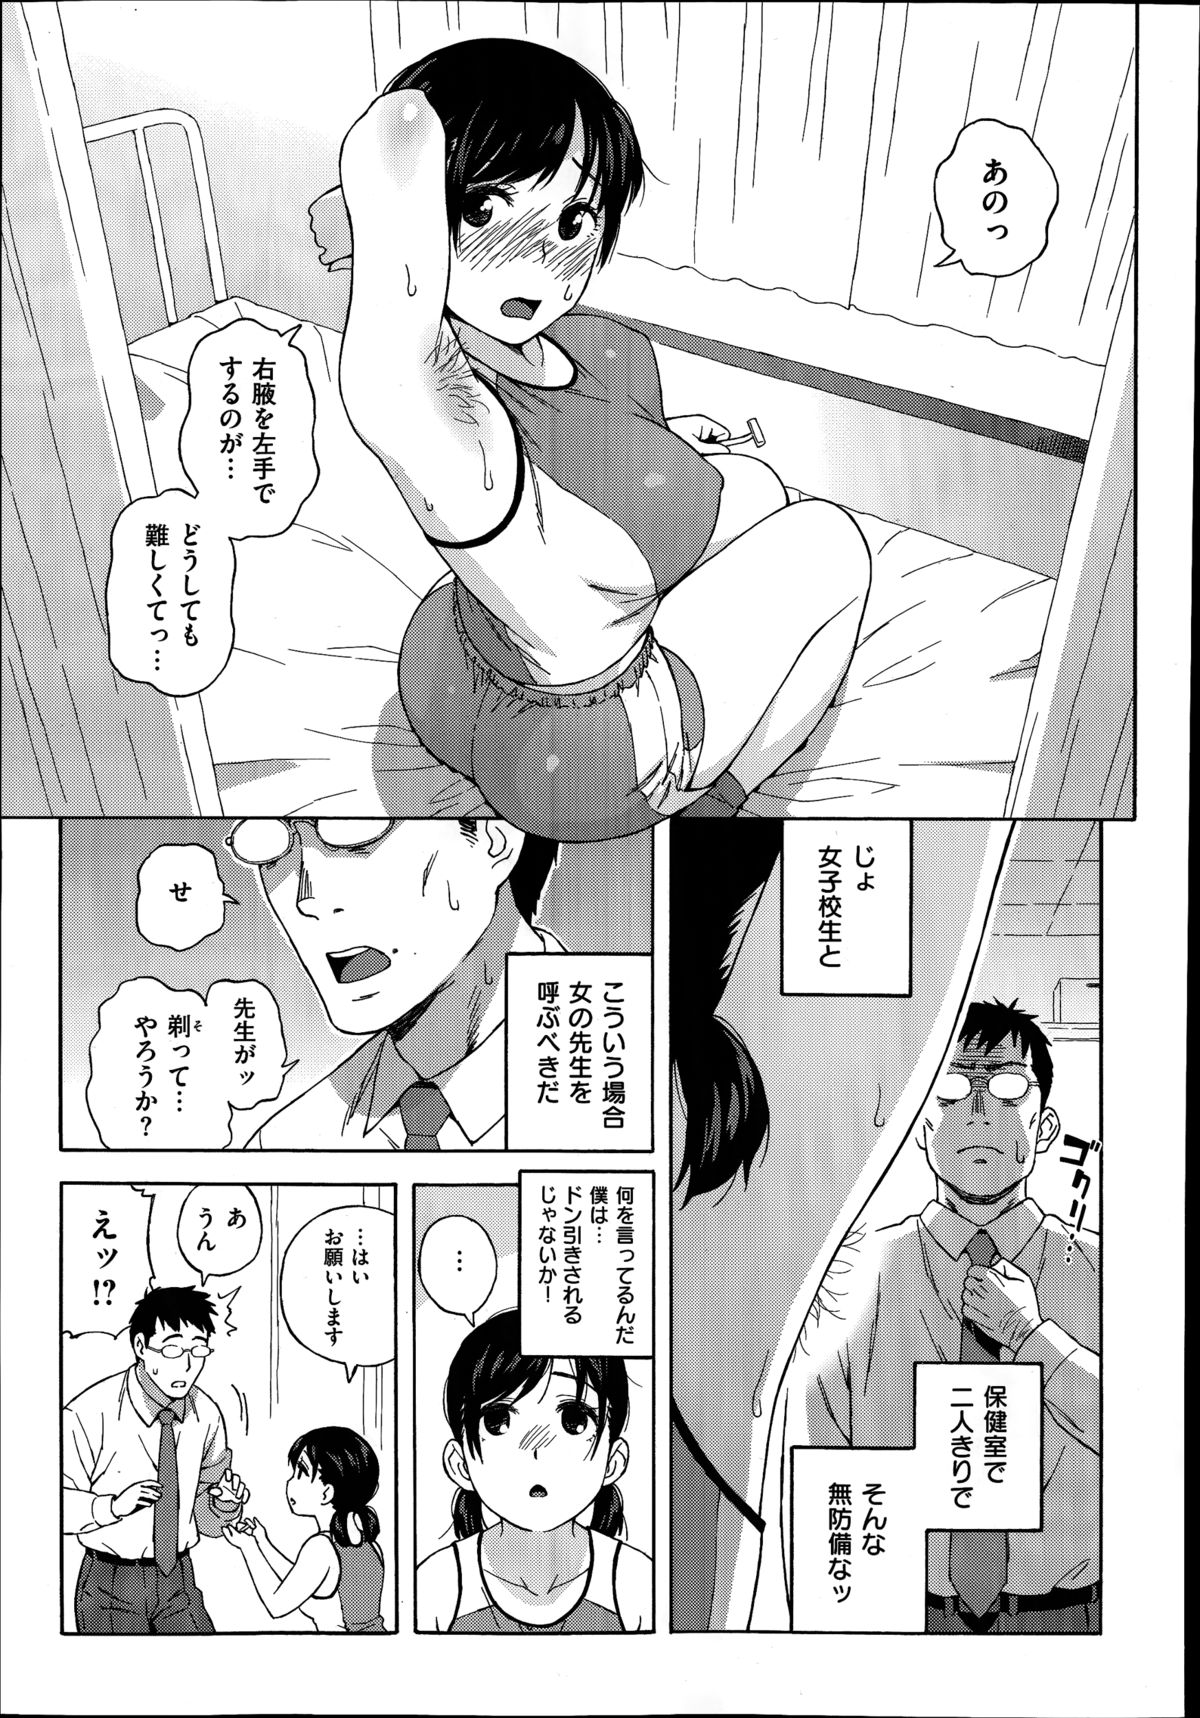 あのっ
右腋を左手で
するのが…
どうしても
難しくてっ…
じょ
女子校生と
ゴクリ…
保健室で
二人きりで
そんな
無防備なッ
こういう場合
女の先生を
呼ぶべきだ
せ
先生がッ
剃って…
そ
やろうか?
何を言ってるんだ
僕は…
ドン引きされる
じゃないか!
…
…はい
お願いします
あ
うん
えッ!?